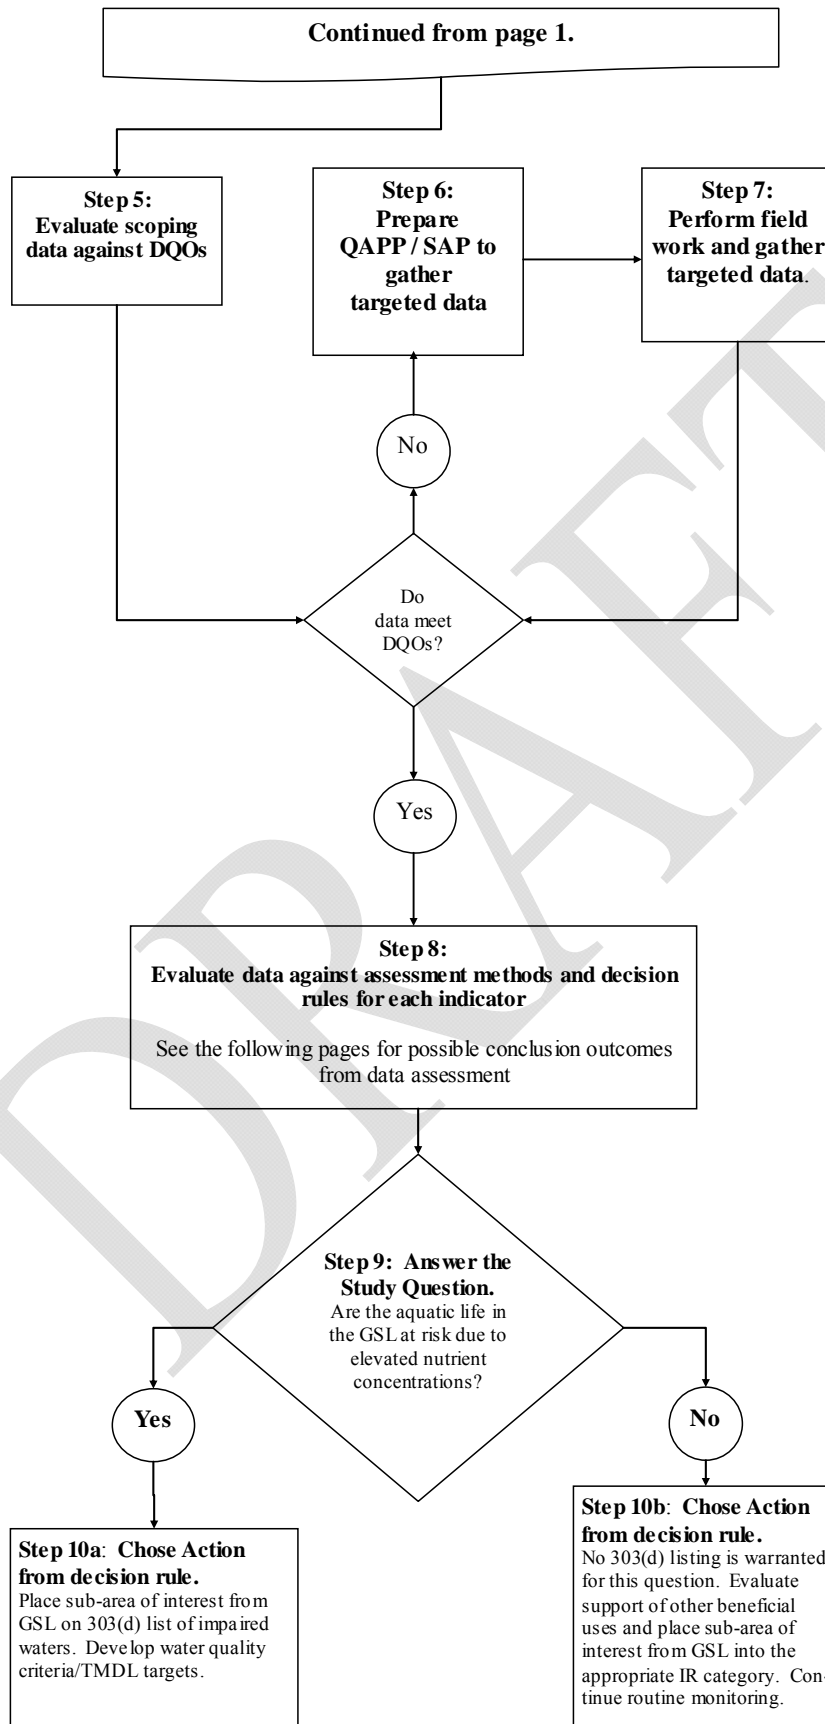 Continued from page 1.
Step 5:
Evaluate scoping
data against DQOs
Step 6:
Prepare
QAPP / SAP to
gather
targeted data
Step 7:
Perform field
work and gather
targeted data.
No
Do
data meet
DQOs?
Yes
Step 8:
Evaluate data against assessment methods and decision
rules for each indicator
See the following pages for possible conclusion outcomes
from data assessment
Step 9: Answer the
Study Question.
Are the aquatic life in
the GSL at risk due to
elevated nutrient
concentrations?
Yes
No
Step 10a: Chose Action
from decision rule.
Place sub-area of interest from
GSL on 303(d) list of impaired
waters. Develop water quality
criteria/TMDL targets.
Step 10b: Chose Action
from decision rule.
No 303(d) listing is warranted
for this question. Evaluate
support of other beneficial
uses and place sub-area of
interest from GSL into the
appropriate IR category. Con-
tinue routine monitoring.
DRAFT